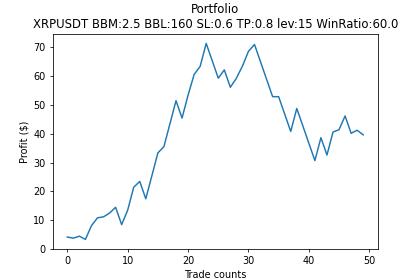 Portfolio
XRPUSDT BBM:2.5 BBL:160 SL:0.6 TP:0.8 lev:15 WinRatio:60.0
70
60
50
40
30
20
10
0
Profit ($)
0 10 20 30 40 50
Trade counts